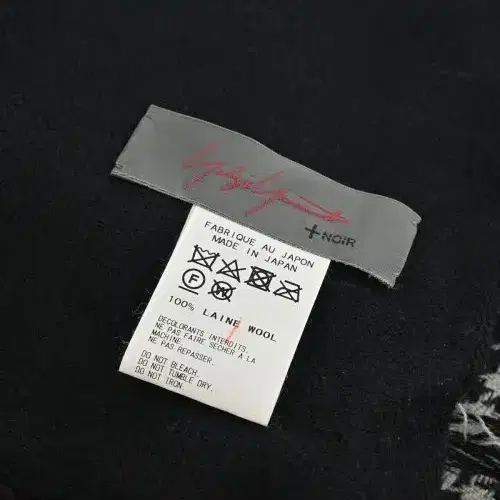 +NOIR
FABRIQUE AU JAPON
MADE IN JAPAN
F W
100% LAINE WOOL
DECOLORANTS INTERDITS
NE PAS FAIRE SECHER A LA
MACHINE
NE PAS REPASSER.
DO NOT BLEACH.
DO NOT TUMBLE DRY.
DO NOT IRON.